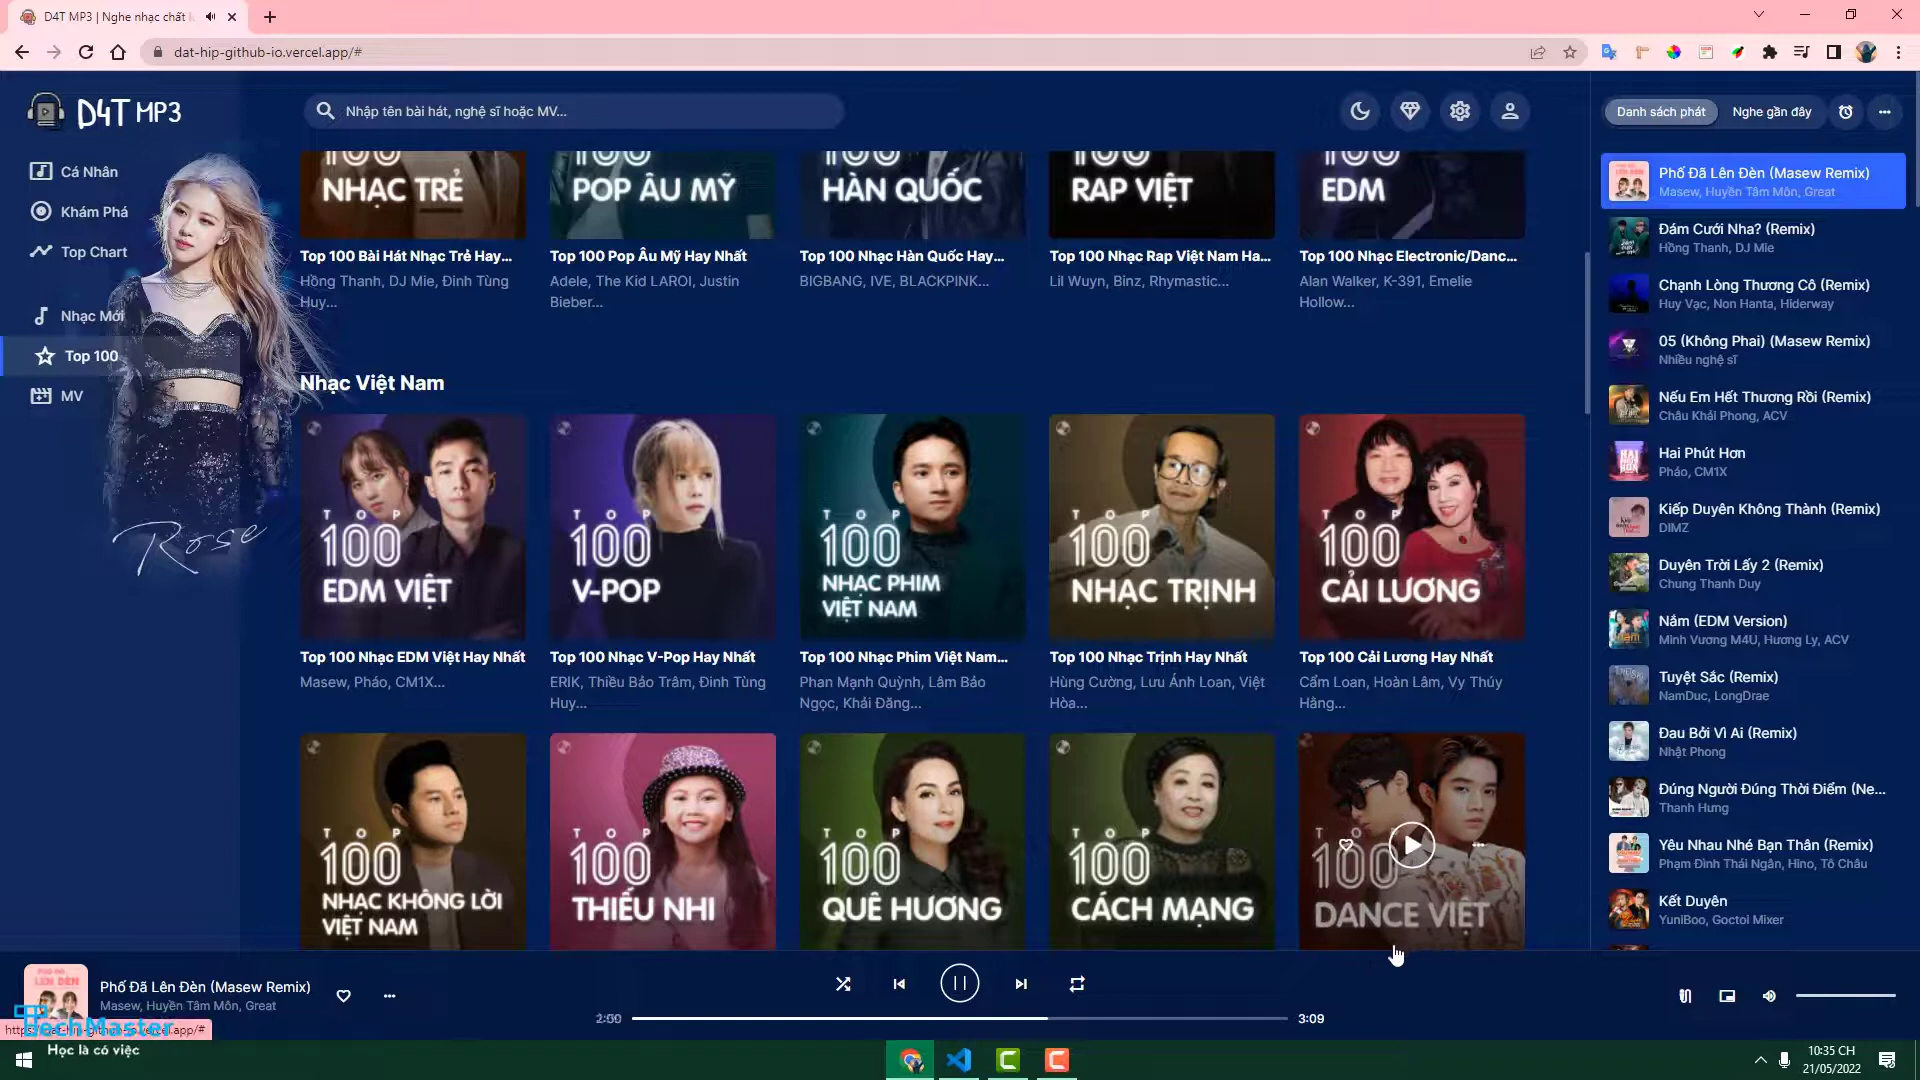 D4T MP3 | Nghe nhạc chất l
dat-hip-github-io.vercel.app/#
D4T MP3
Nhập tên bài hát, nghệ sĩ hoặc MV...
Danh sách phát
Nghe gần đây
Cá Nhân
Khám Phá
Top Chart
Nhạc Mới
Top 100
MV
Rose
100
NHẠC TRẺ
100
POP ÂU MỸ
100
HÀN QUỐC
100
RAP VIỆT
100
EDM
Top 100 Bài Hát Nhạc Trẻ Hay...
Hồng Thanh, DJ Mie, Đinh Tùng
Huy...
Top 100 Pop Âu Mỹ Hay Nhất
Adele, The Kid LAROI, Justin
Bieber...
Top 100 Nhạc Hàn Quốc Hay...
BIGBANG, IVE, BLACKPINK...
Top 100 Nhạc Rap Việt Nam Ha...
Lil Wuyn, Binz, Rhymastic...
Top 100 Nhạc Electronic/Danc...
Alan Walker, K-391, Emelie
Hollow...
Nhạc Việt Nam
TOP
100
EDM VIỆT
TOP
100
V-POP
TOP
100
NHẠC PHIM
VIỆT NAM
TOP
100
NHẠC TRỊNH
TOP
100
CẢI LƯƠNG
Top 100 Nhạc EDM Việt Hay Nhất
Masew, Pháo, CM1X...
Top 100 Nhạc V-Pop Hay Nhất
ERIK, Thiều Bảo Trâm, Đinh Tùng
Huy...
Top 100 Nhạc Phim Việt Nam...
Phan Mạnh Quỳnh, Lâm Bảo
Ngọc, Khải Đăng...
Top 100 Nhạc Trịnh Hay Nhất
Hùng Cường, Lưu Ánh Loan, Việt
Hòa...
Top 100 Cải Lương Hay Nhất
Cẩm Loan, Hoàn Lâm, Vy Thúy
Hằng...
TOP
100
NHẠC KHÔNG LỜI
VIỆT NAM
TOP
100
THIẾU NHI
TOP
100
QUÊ HƯƠNG
TOP
100
CÁCH MẠNG
TO
100
DANCE VIỆT
Phố Đã Lên Đèn (Masew Remix)
Masew, Huyền Tâm Môn, Great
Đám Cưới Nha? (Remix)
Hồng Thanh, DJ Mie
Chạnh Lòng Thương Cô (Remix)
Huy Vạc, Non Hanta, Hiderway
05 (Không Phai) (Masew Remix)
Nhiều nghệ sĩ
Nếu Em Hết Thương Rồi (Remix)
Châu Khải Phong, ACV
Hai Phút Hơn
Pháo, CM1X
Kiếp Duyên Không Thành (Remix)
DIMZ
Duyên Trời Lấy 2 (Remix)
Chung Thanh Duy
Nắm (EDM Version)
Minh Vương M4U, Hương Ly, ACV
Tuyệt Sắc (Remix)
NamDuc, LongDrae
Đau Bởi Vì Ai (Remix)
Nhật Phong
Đúng Người Đúng Thời Điểm (Ne...
Thanh Hưng
Yêu Nhau Nhé Bạn Thân (Remix)
Phạm Đình Thái Ngân, Hino, Tô Châu
Kết Duyên
YuniBoo, Goctoi Mixer
Phố Đã Lên Đèn (Masew Remix)
Masew, Huyền Tâm Môn, Great
3:09
https://dat-hip-github-io.vercel.app/#
TechMaster
Học là có việc
10:35 CH
21/05/2022